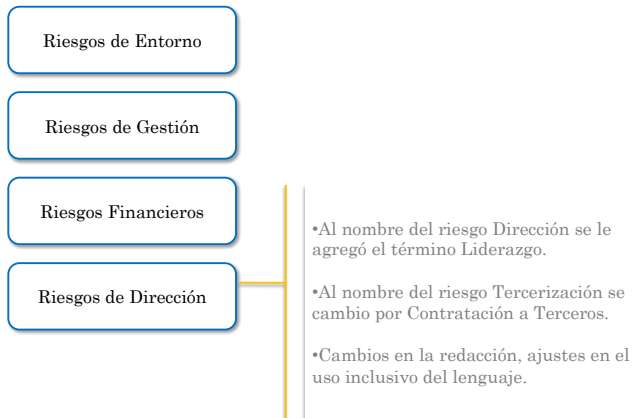 Riesgos de Entorno
Riesgos de Gestión
Riesgos Financieros
Riesgos de Dirección
•Al nombre del riesgo Dirección se le
agregó el término Liderazgo.
•Al nombre del riesgo Tercerización se
cambio por Contratación a Terceros.
•Cambios en la redacción, ajustes en el
uso inclusivo del lenguaje.